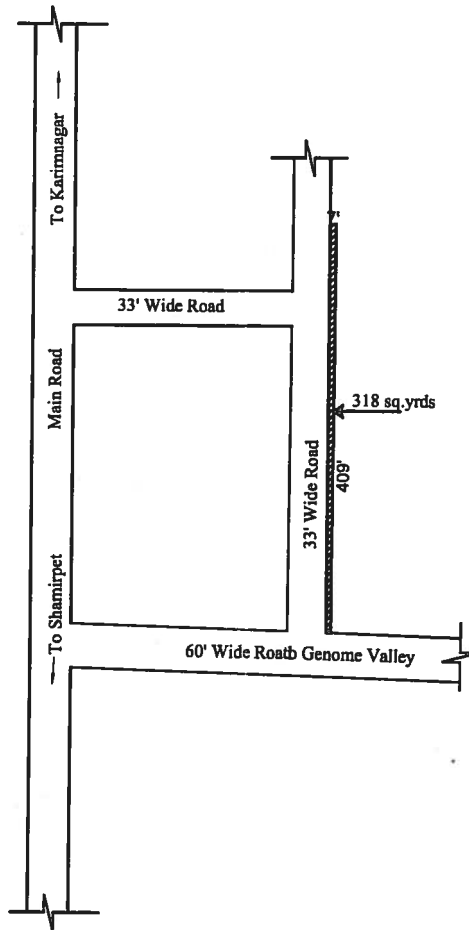 To Karimnagar →
7'
33' Wide Road
Main Road
318 sq.yrds
33' Wide Road
409'
←To Shamirpet
60' Wide Roatb Genome Valley